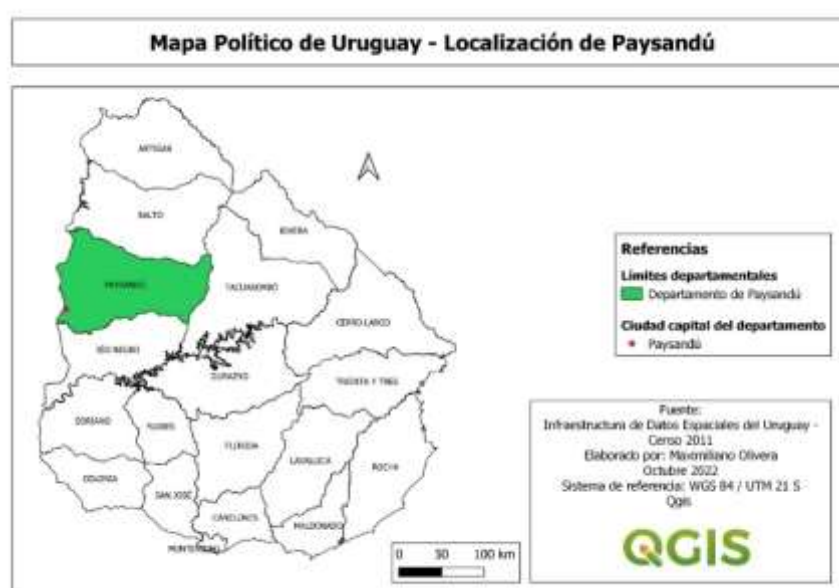 Mapa Político de Uruguay - Localización de Paysandú
ARTIGAS
SALTO
RIVERA
PAYSANDÚ
TACUAREMBÓ
CERRO LARGO
RÍO NEGRO
DURAZNO
TREINTA Y TRES
SORIANO
FLORES
FLORIDA
LAVALLEJA
ROCHA
COLONIA
SAN JOSÉ
CANELONES
MALDONADO
MONTEVIDEO
0 50 100 km
Referencias
Límites departamentales
Departamento de Paysandú
Ciudad capital del departamento
Paysandú
Fuente:
Infraestructura de Datos Espaciales del Uruguay -
Censo 2011
Elaborado por: Maximiliano Olivera
Octubre 2022
Sistema de referencia: WGS 84 / UTM 21 S
Qgis
QGIS